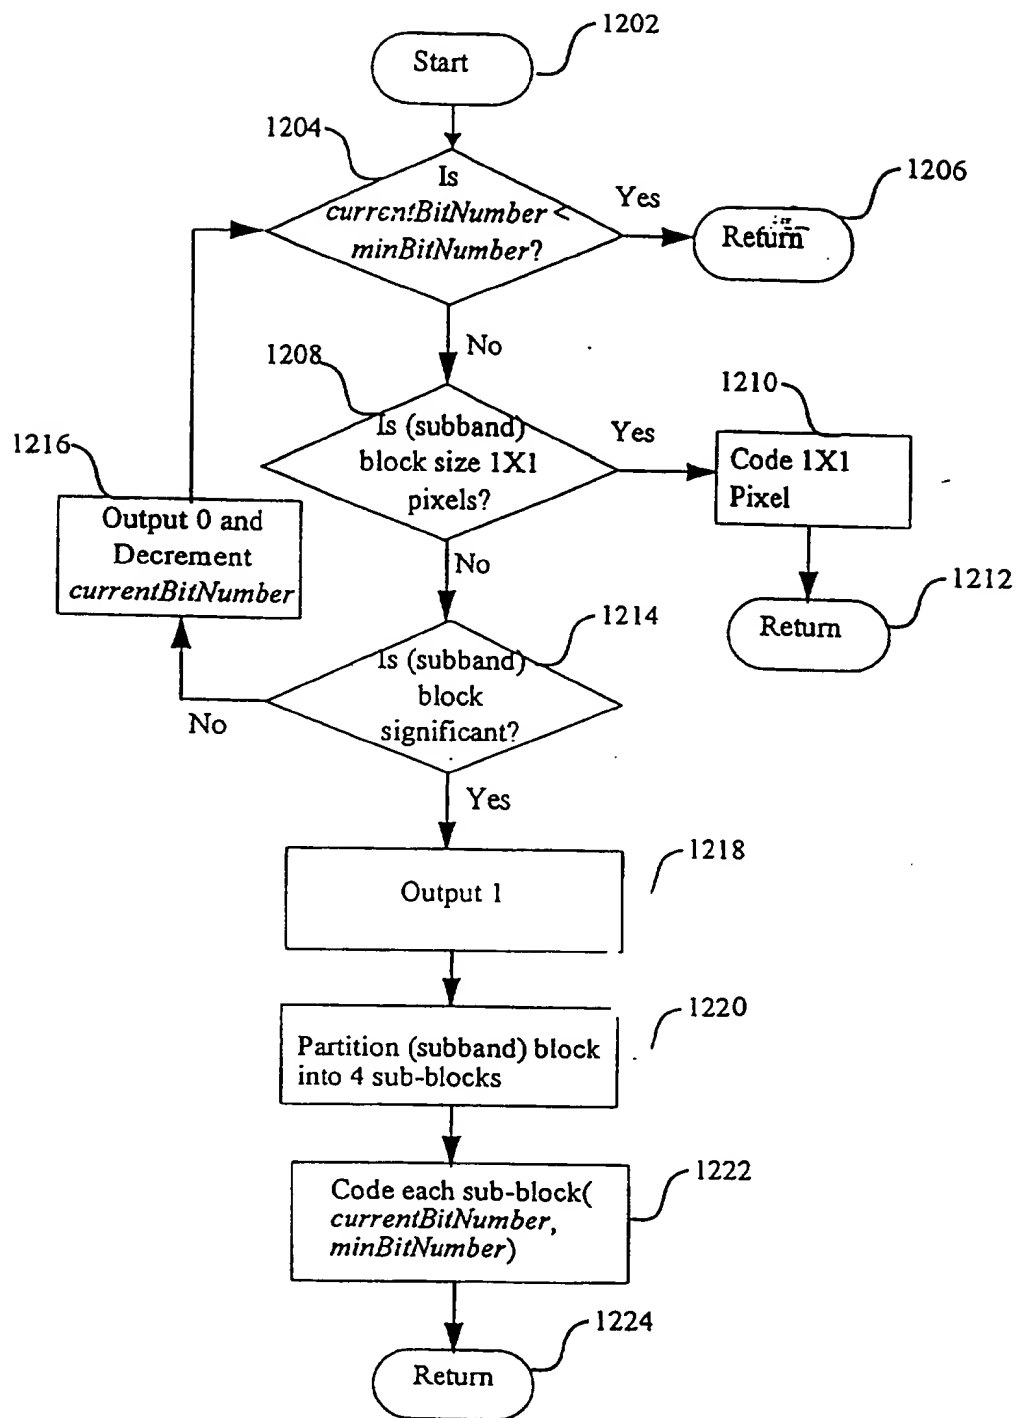 1202
Start
1204
Is
currentBitNumber <
minBitNumber?
Yes
1206
Return
No
1208
Is (subband)
block size 1X1
pixels?
Yes
1210
Code 1X1
Pixel
1216
Output 0 and
Decrement
currentBitNumber
No
1212
Return
1214
Is (subband)
block
significant?
No
Yes
1218
Output 1
1220
Partition (subband) block
into 4 sub-blocks
1222
Code each sub-block(
currentBitNumber,
minBitNumber)
1224
Return